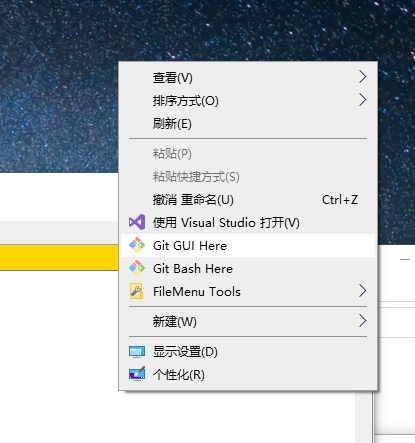 查看(V)
排序方式(O)
刷新(E)
粘贴(P)
粘贴快捷方式(S)
撤消 重命名(U) Ctrl+Z
使用 Visual Studio 打开(V)
Git GUI Here
Git Bash Here
FileMenu Tools
新建(W)
显示设置(D)
个性化(R)